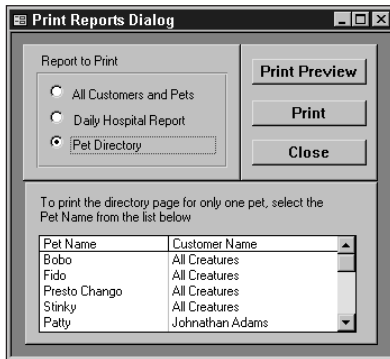 Print Reports Dialog
Report to Print
All Customers and Pets
Daily Hospital Report
Pet Directory
Print Preview
Print
Close
To print the directory page for only one pet, select the
Pet Name from the list below
Pet Name Customer Name
Bobo All Creatures
Fido All Creatures
Presto Chango All Creatures
Stinky All Creatures
Patty Johnathan Adams